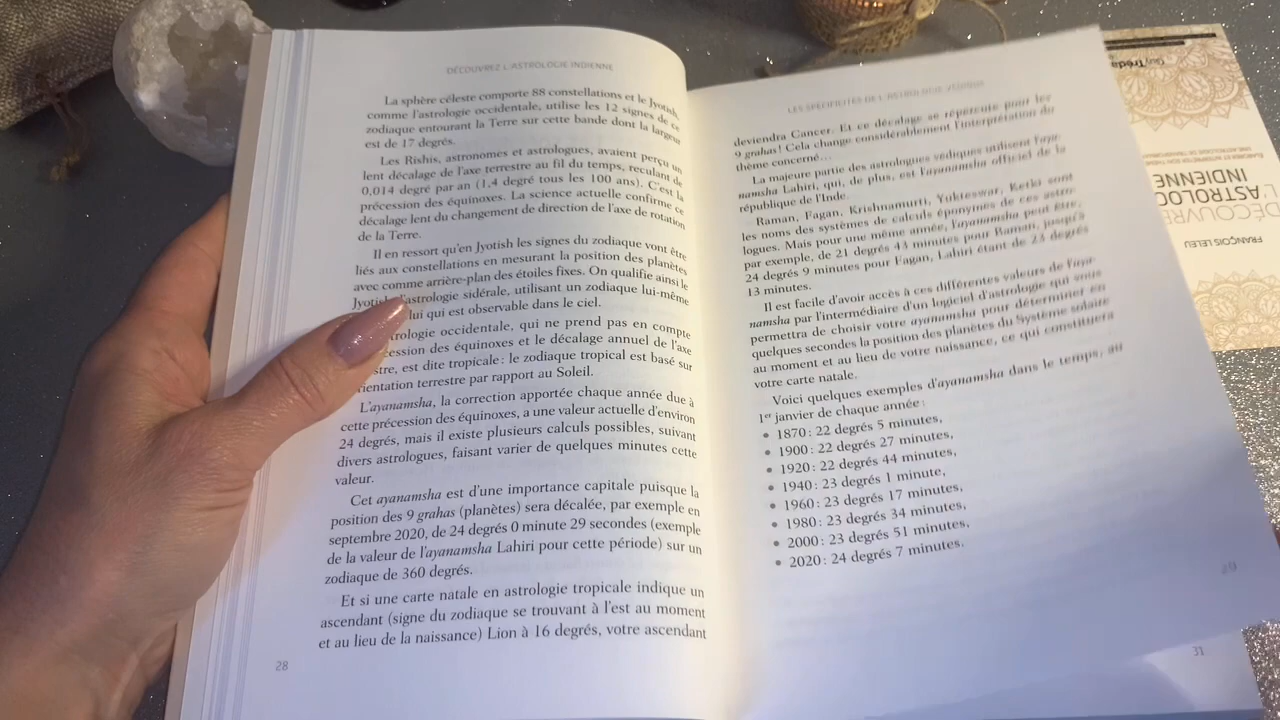 DÉCOUVREZ L'ASTROLOGIE INDIENNE
La sphère céleste comporte 88 constellations et le Jyotish,
comme l'astrologie occidentale, utilise les 12 signes de ce
zodiaque entourant la Terre sur cette bande dont la largeur
est de 17 degrés.
Les Rishis, astronomes et astrologues, avaient perçu un
lent décalage de l'axe terrestre au fil du temps, reculant de
0,014 degré par an (1.4 degré tous les 100 ans). C'est la
précession des équinoxes. La science actuelle confirme ce
décalage lent du changement de direction de l'axe de rotation
de la Terre.
Il en ressort qu'en Jyotish les signes du zodiaque vont être
liés aux constellations en mesurant la position des planètes
avec comme arrière-plan des étoiles fixes. On qualifie ainsi le
Jyotish d'astrologie sidérale, utilisant un zodiaque lui-même
lui qui est observable dans le ciel.
trologie occidentale, qui ne prend pas en compte
cession des équinoxes et le décalage annuel de l'axe
stre, est dite tropicale : le zodiaque tropical est basé sur
rientation terrestre par rapport au Soleil.
L'ayanamsha, la correction apportée chaque année due à
cette précession des équinoxes, a une valeur actuelle d'environ
24 degrés, mais il existe plusieurs calculs possibles, suivant
divers astrologues, faisant varier de quelques minutes cette
valeur.
Cet ayanamsha est d'une importance capitale puisque la
position des 9 grahas (planètes) sera décalée, par exemple en
septembre 2020, de 24 degrés 0 minute 29 secondes (exemple
de la valeur de l'ayanamsha Lahiri pour cette période) sur un
zodiaque de 360 degrés.
Et si une carte natale en astrologie tropicale indique un
ascendant (signe du zodiaque se trouvant à l'est au moment
et au lieu de la naissance) Lion à 16 degrés, votre ascendant
28
LES SPÉCIFICITÉS DE L'ASTROLOGIE VÉDIQUE
deviendra Cancer. Et ce décalage se répercute pour les
9 grahas ! Cela change considérablement l'interprétation du
thème concerné…
La majeure partie des astrologues védiques utilisent l'aya-
namsha Lahiri, qui, de plus, est l'ayanamsha officiel de la
république de l'Inde.
Raman, Fagan, Krishnamurti, Yukteswar, Ketki sont
les noms des systèmes de calculs éponymes de ces astro-
logues. Mais pour une même année, l'ayanamsha peut être,
par exemple, de 21 degrés 43 minutes pour Raman, jusqu'à
24 degrés 9 minutes pour Fagan, Lahiri étant de 23 degrés
13 minutes.
Il est facile d'avoir accès à ces différentes valeurs de l'aya-
namsha par l'intermédiaire d'un logiciel d'astrologie qui vous
permettra de choisir votre ayanamsha pour déterminer en
quelques secondes la position des planètes du Système solaire
au moment et au lieu de votre naissance, ce qui constituera
votre carte natale.
Voici quelques exemples d'ayanamsha dans le temps, au
1er janvier de chaque année :
• 1870 : 22 degrés 5 minutes,
• 1900 : 22 degrés 27 minutes,
• 1920 : 22 degrés 44 minutes,
• 1940 : 23 degrés 1 minute,
• 1960 : 23 degrés 17 minutes,
• 1980 : 23 degrés 34 minutes,
• 2000 : 23 degrés 51 minutes,
• 2020 : 24 degrés 7 minutes.
29
31
FRANÇOIS LELEU
DÉCOUVRE
L'ASTROLOG
INDIENNE
Guy Tréda